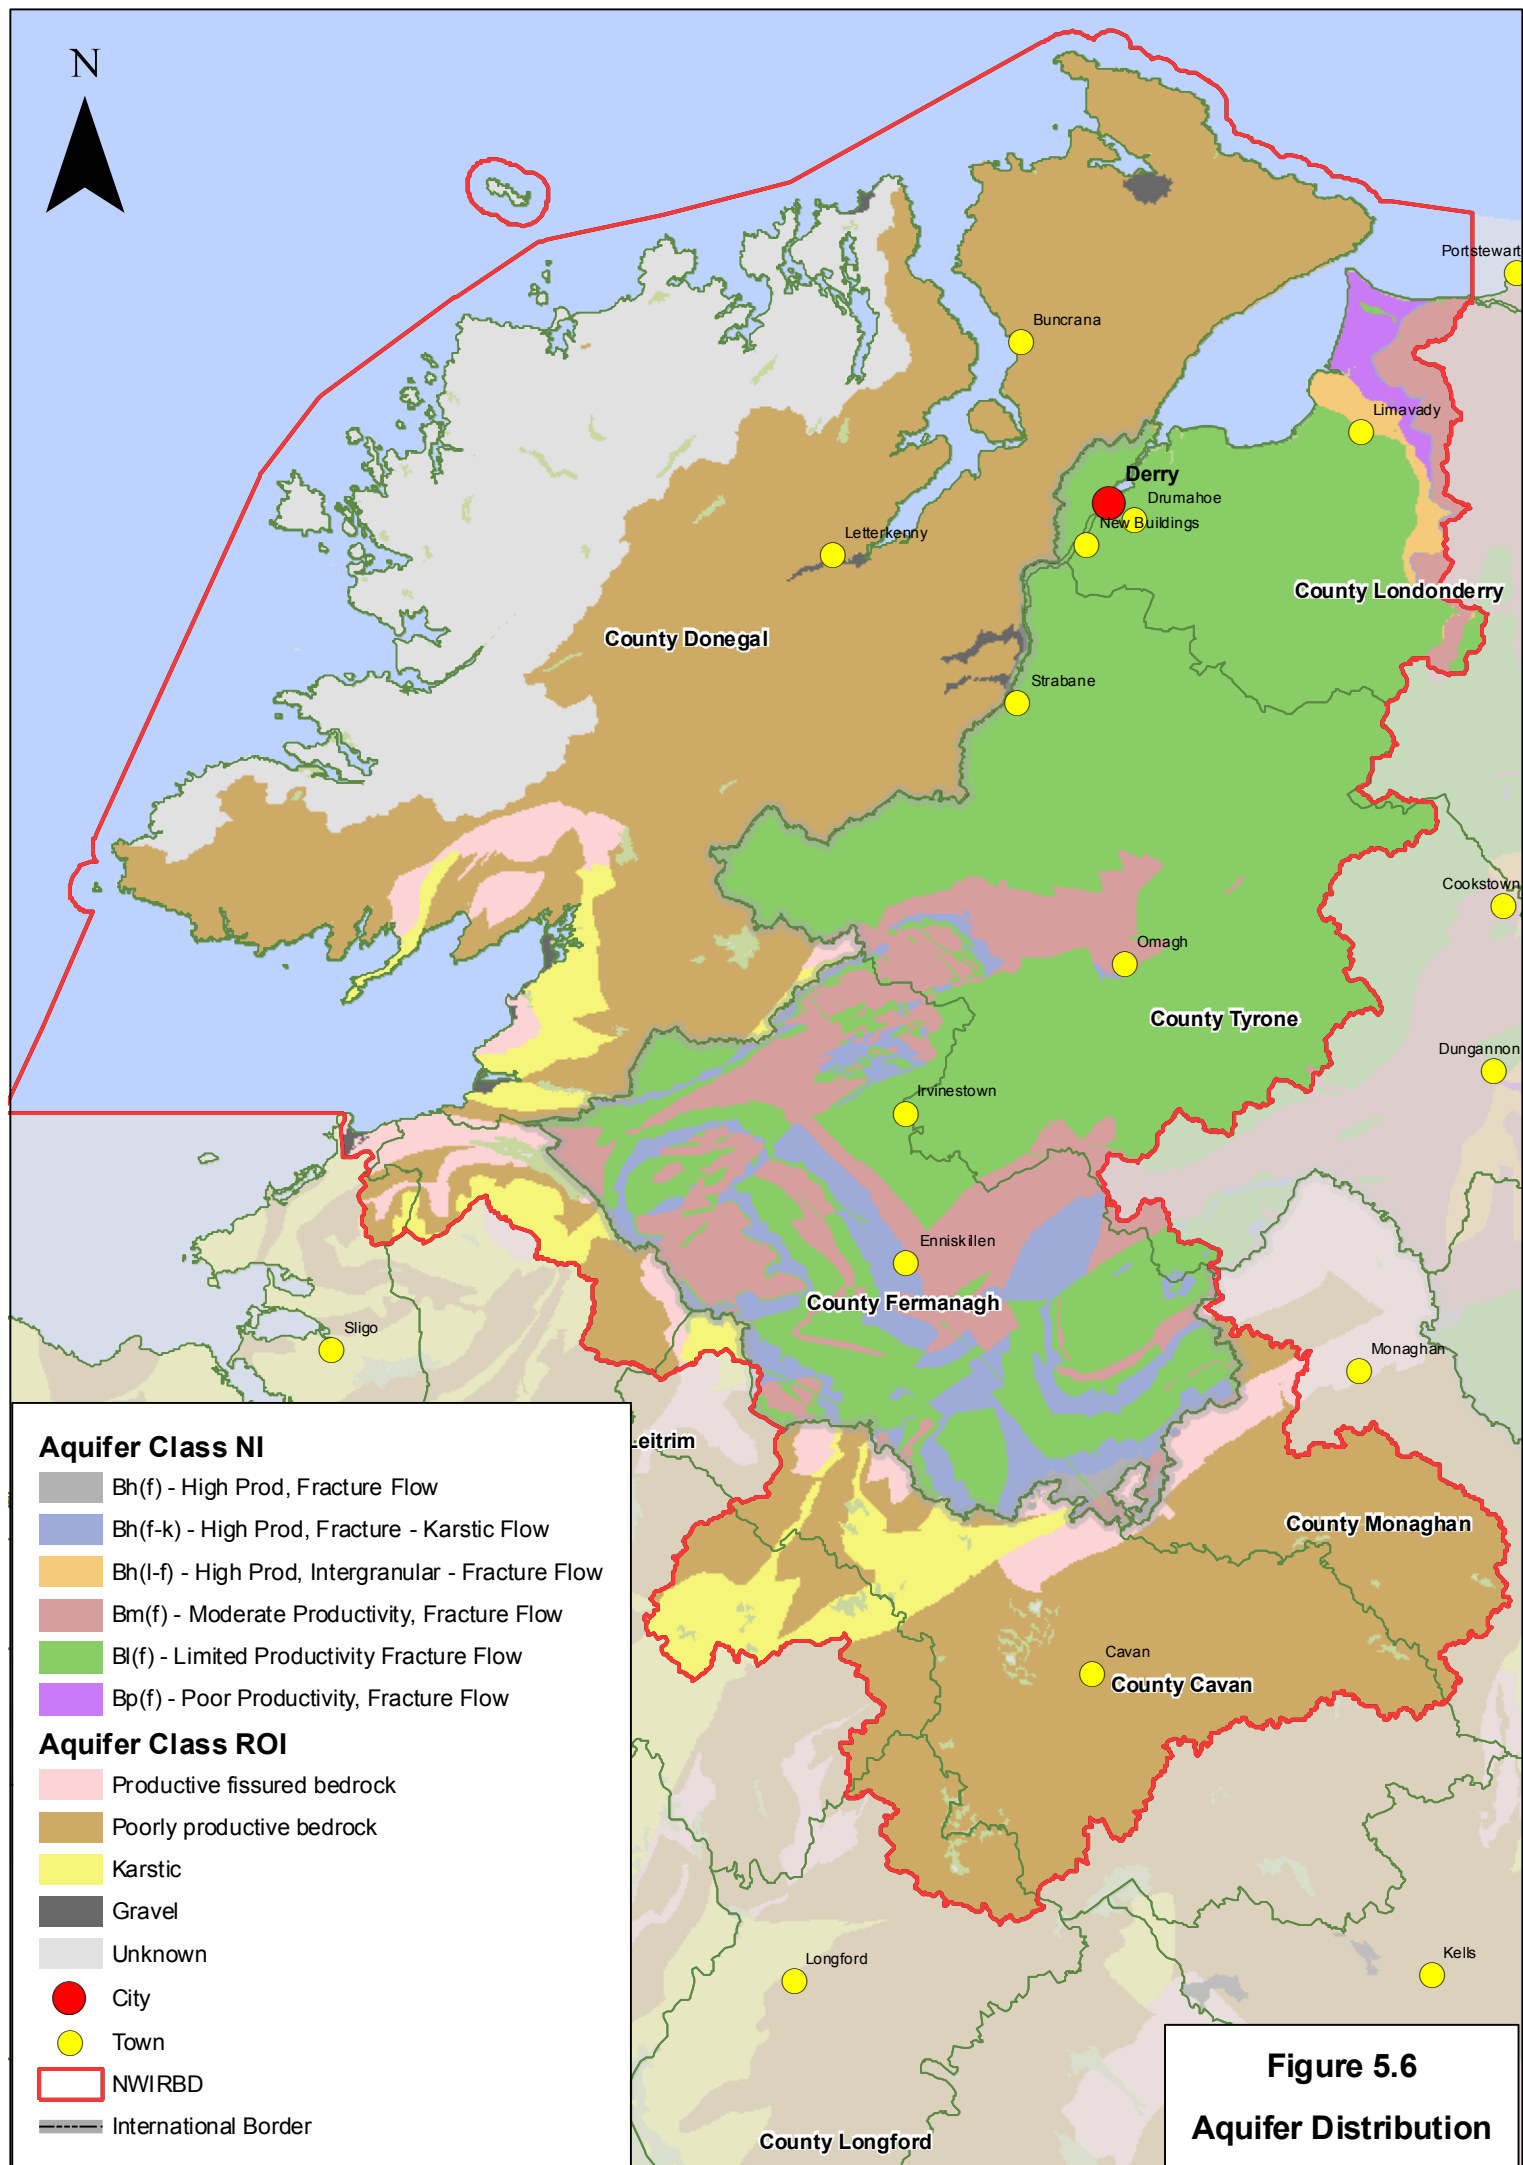 N
Portstewart
Buncrana
Limavady
Derry
Drumahoe
New Buildings
Letterkenny
County Londonderry
County Donegal
Strabane
Cookstown
Omagh
County Tyrone
Dungannon
Irvinestown
Enniskillen
County Fermanagh
Sligo
Monaghan
Leitrim
County Monaghan
Cavan
County Cavan
Longford
Kells
County Longford
Aquifer Class NI
Bh(f) - High Prod, Fracture Flow
Bh(f-k) - High Prod, Fracture - Karstic Flow
Bh(I-f) - High Prod, Intergranular - Fracture Flow
Bm(f) - Moderate Productivity, Fracture Flow
Bl(f) - Limited Productivity Fracture Flow
Bp(f) - Poor Productivity, Fracture Flow
Aquifer Class ROI
Productive fissured bedrock
Poorly productive bedrock
Karstic
Gravel
Unknown
City
Town
NWIRBD
International Border
Figure 5.6
Aquifer Distribution